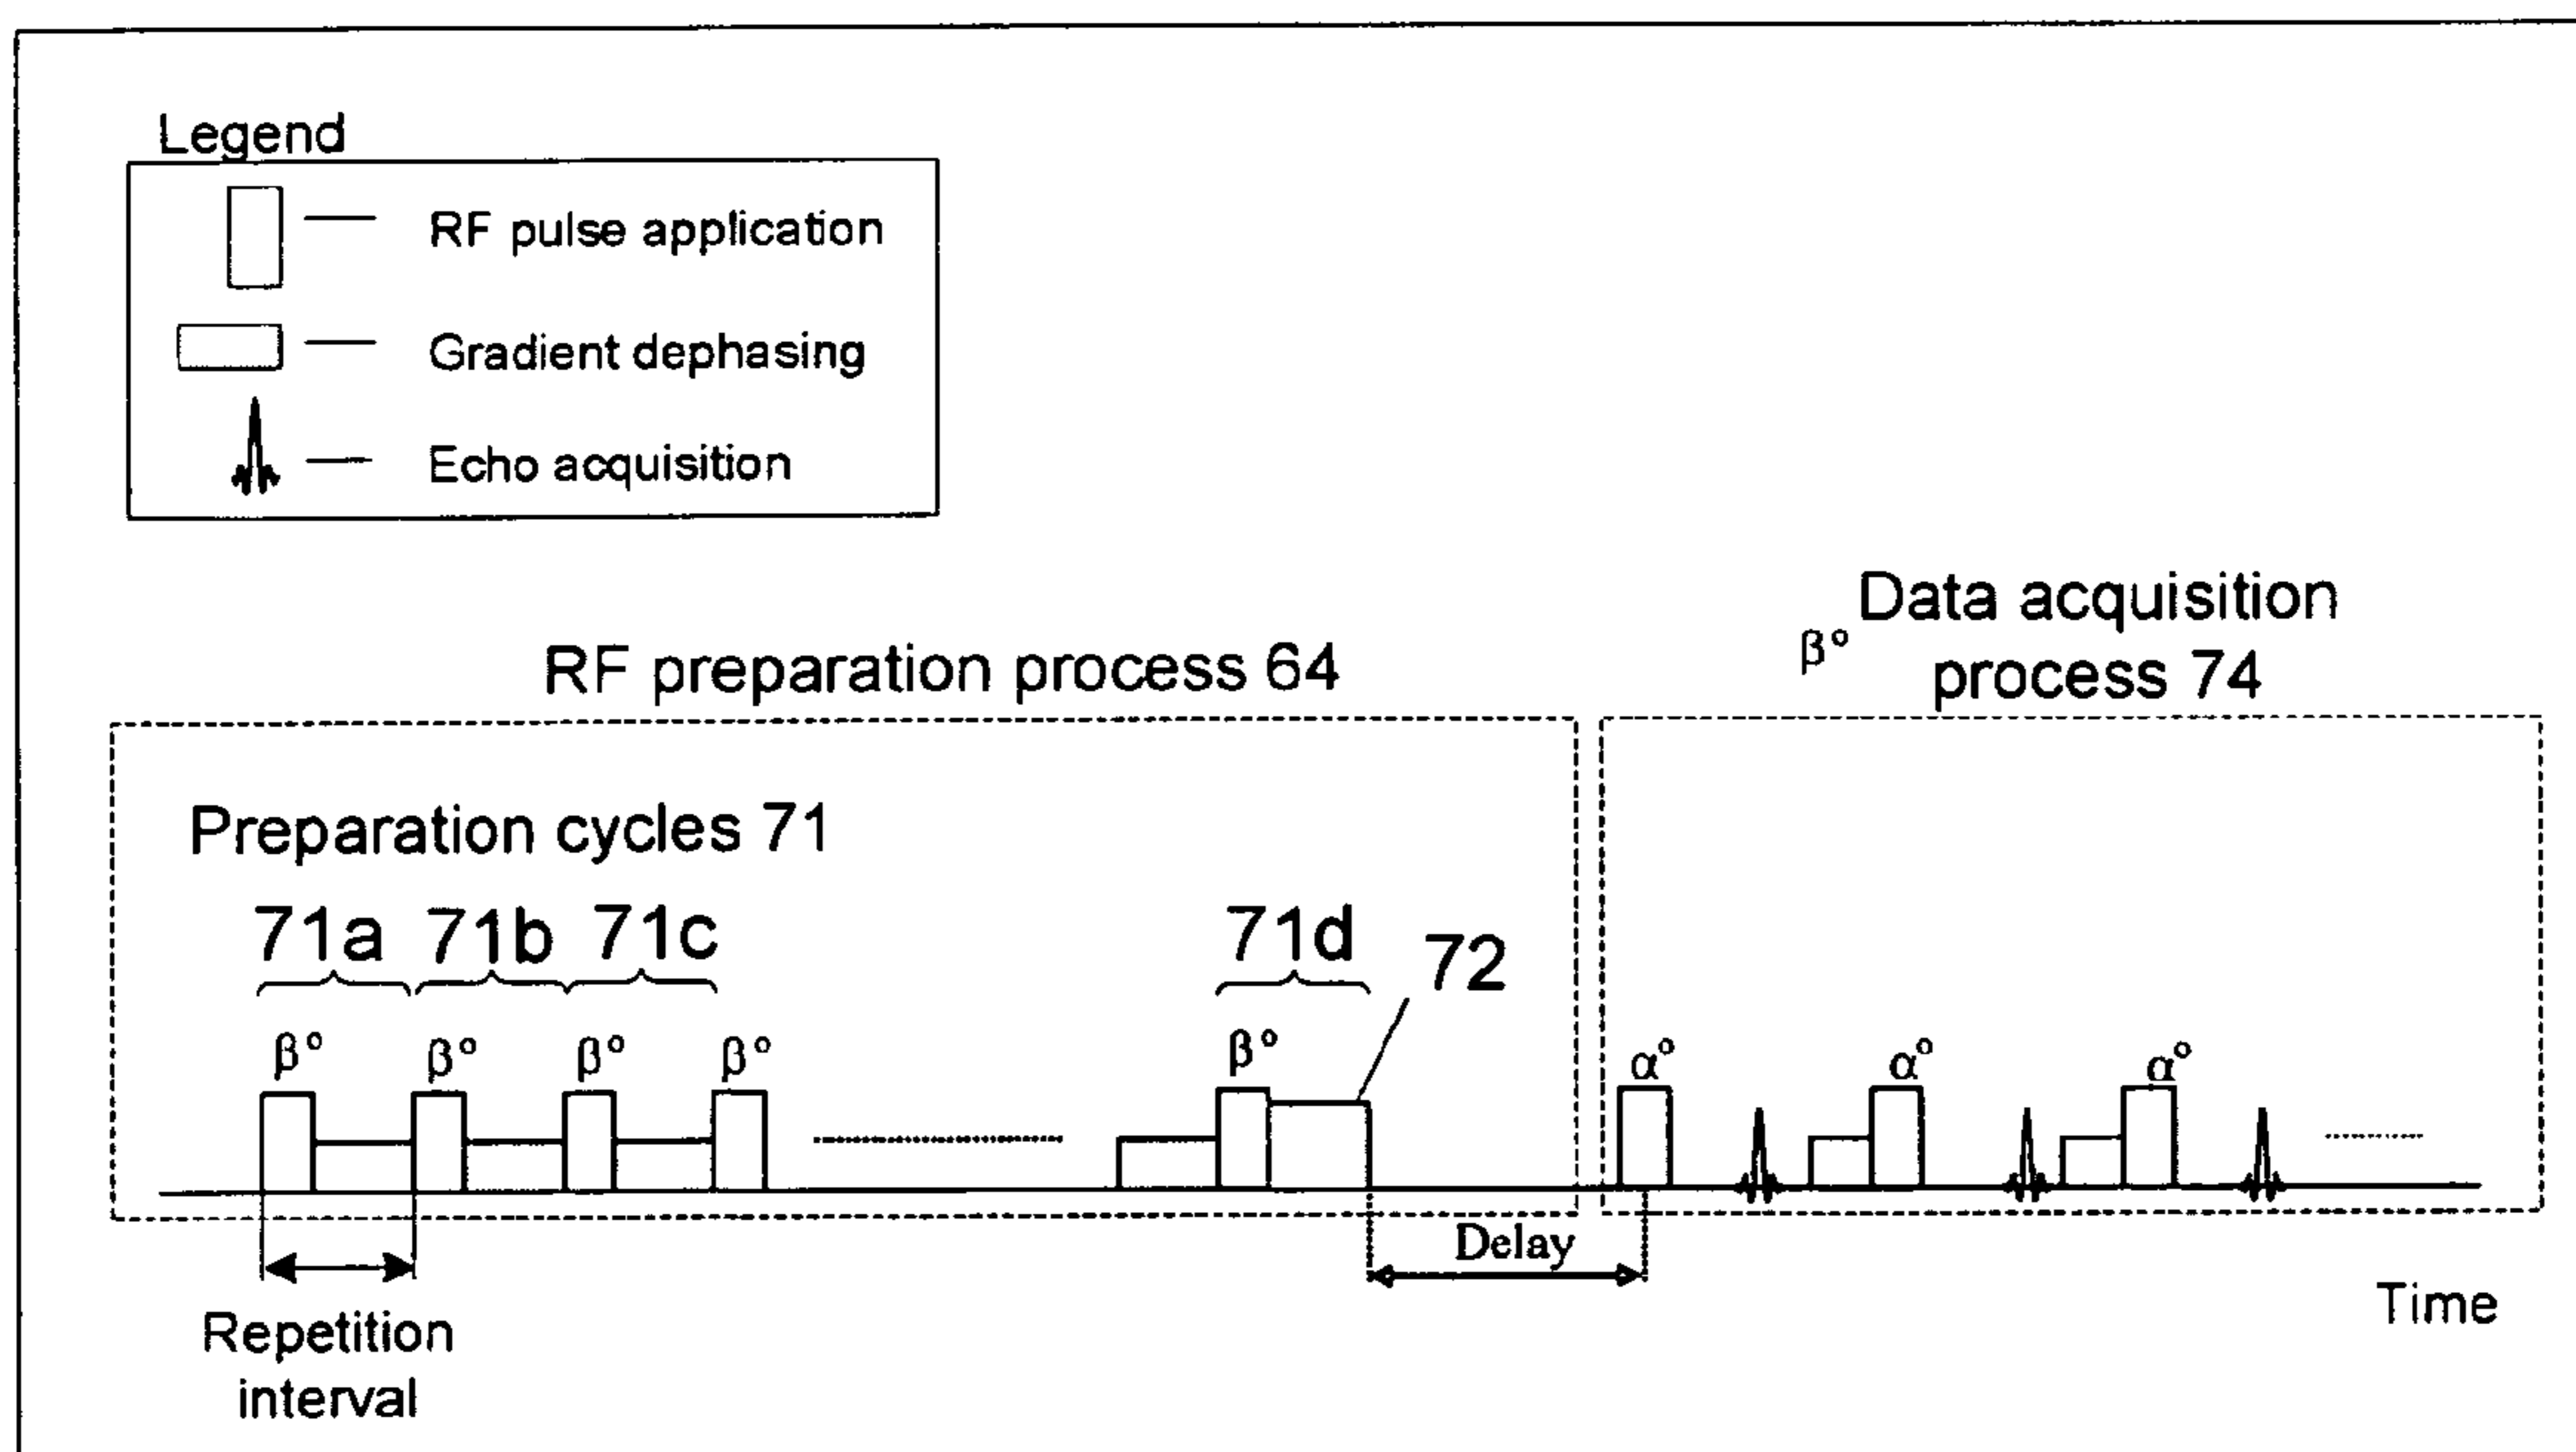 Legend
RF pulse application
Gradient dephasing
Echo acquisition
RF preparation process 64
Data acquisition
β°
process 74
Preparation cycles 71
71a 71b 71c 71d 72
β° β° β° β° β° α° α° α°
Delay
Repetition
interval
Time